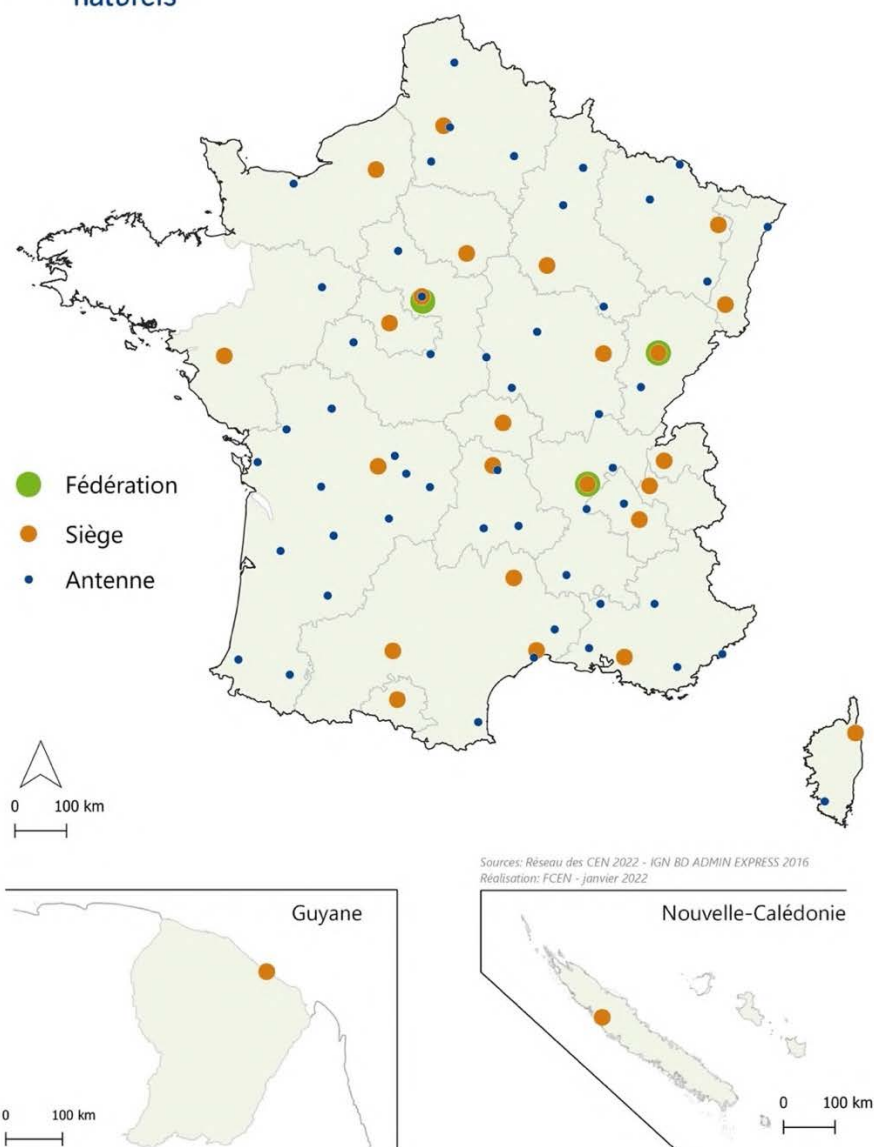 naturels
Fédération
Siège
Antenne
0 100 km
Sources: Réseau des CEN 2022 - IGN BD ADMIN EXPRESS 2016
Réalisation: FCEN - janvier 2022
Guyane
Nouvelle-Calédonie
0 100 km
0 100 km